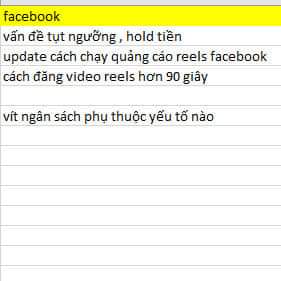 facebook
vấn đề tụt ngưỡng , hold tiền
update cách chạy quảng cáo reels facebook
cách đăng video reels hơn 90 giây
vít ngân sách phụ thuộc yếu tố nào